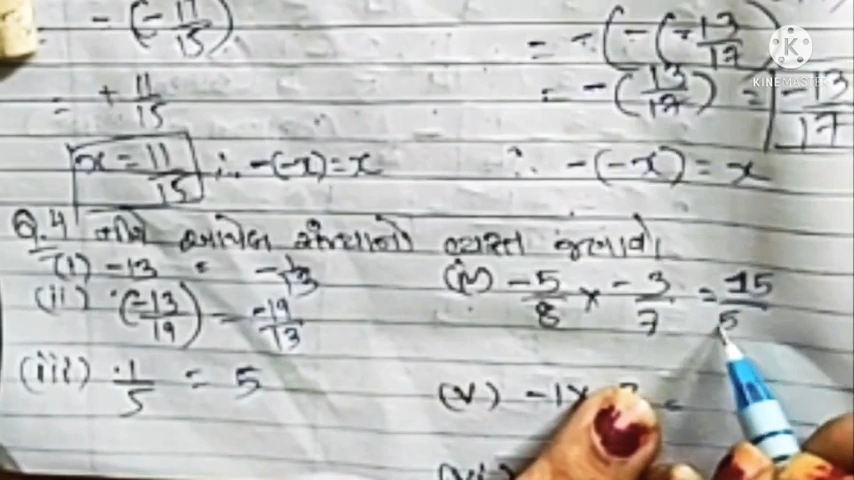 - (-11/15)
= + 11/15
x = 11/15 ∴ -(-x) = x
= -(-(-13/17)
= -(13/17) = -13/17
∴ -(-x) = x
KINEMASTER
Q.4 નીચે આપેલ સંખ્યાનો વ્યસ્ત જણાવો.
(i) -13 = -1/13
(ii) (-13/19) = -19/13
(iii) 1/5 = 5
(iv) -5/8 × -3/7 = 15/5
(v) -1×
(vi)